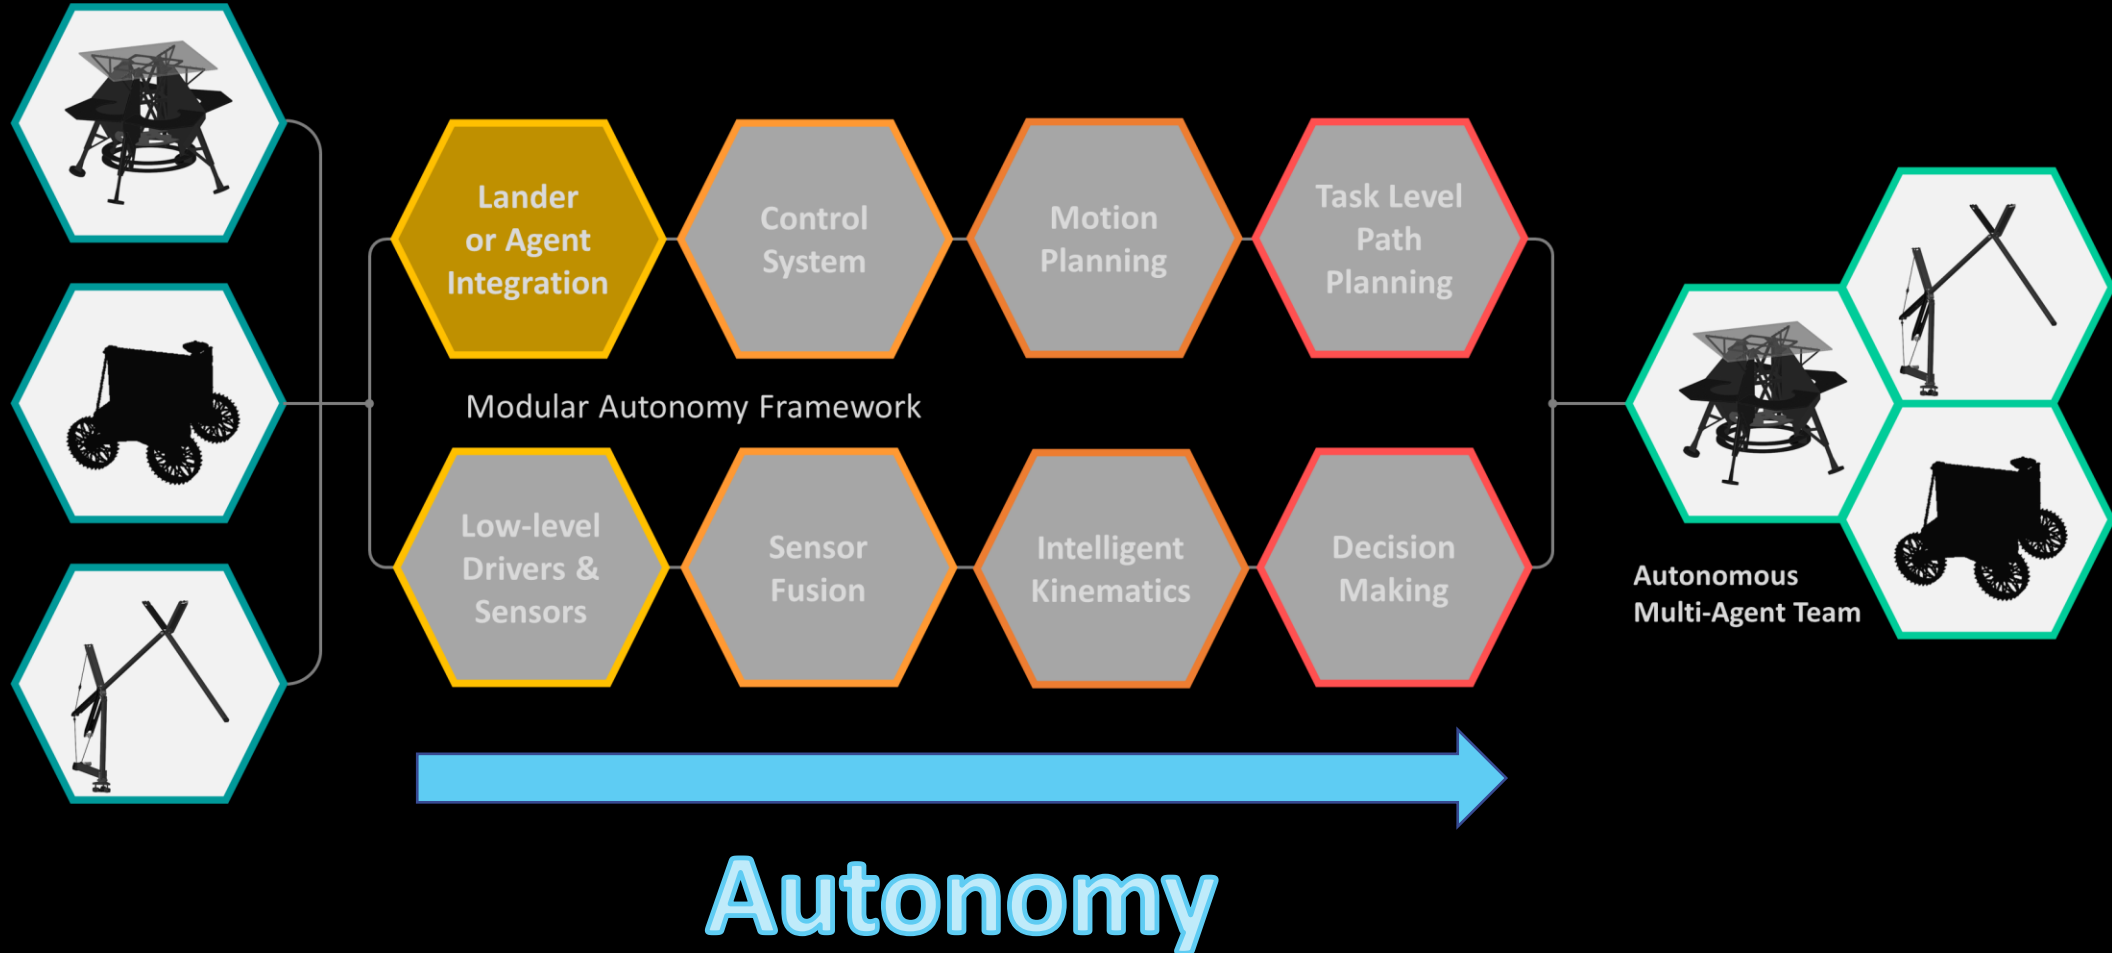 Lander
or Agent
Integration
Control
System
Motion
Planning
Task Level
Path
Planning
Modular Autonomy Framework
Low-level
Drivers &
Sensors
Sensor
Fusion
Intelligent
Kinematics
Decision
Making
Autonomous
Multi-Agent Team
Autonomy